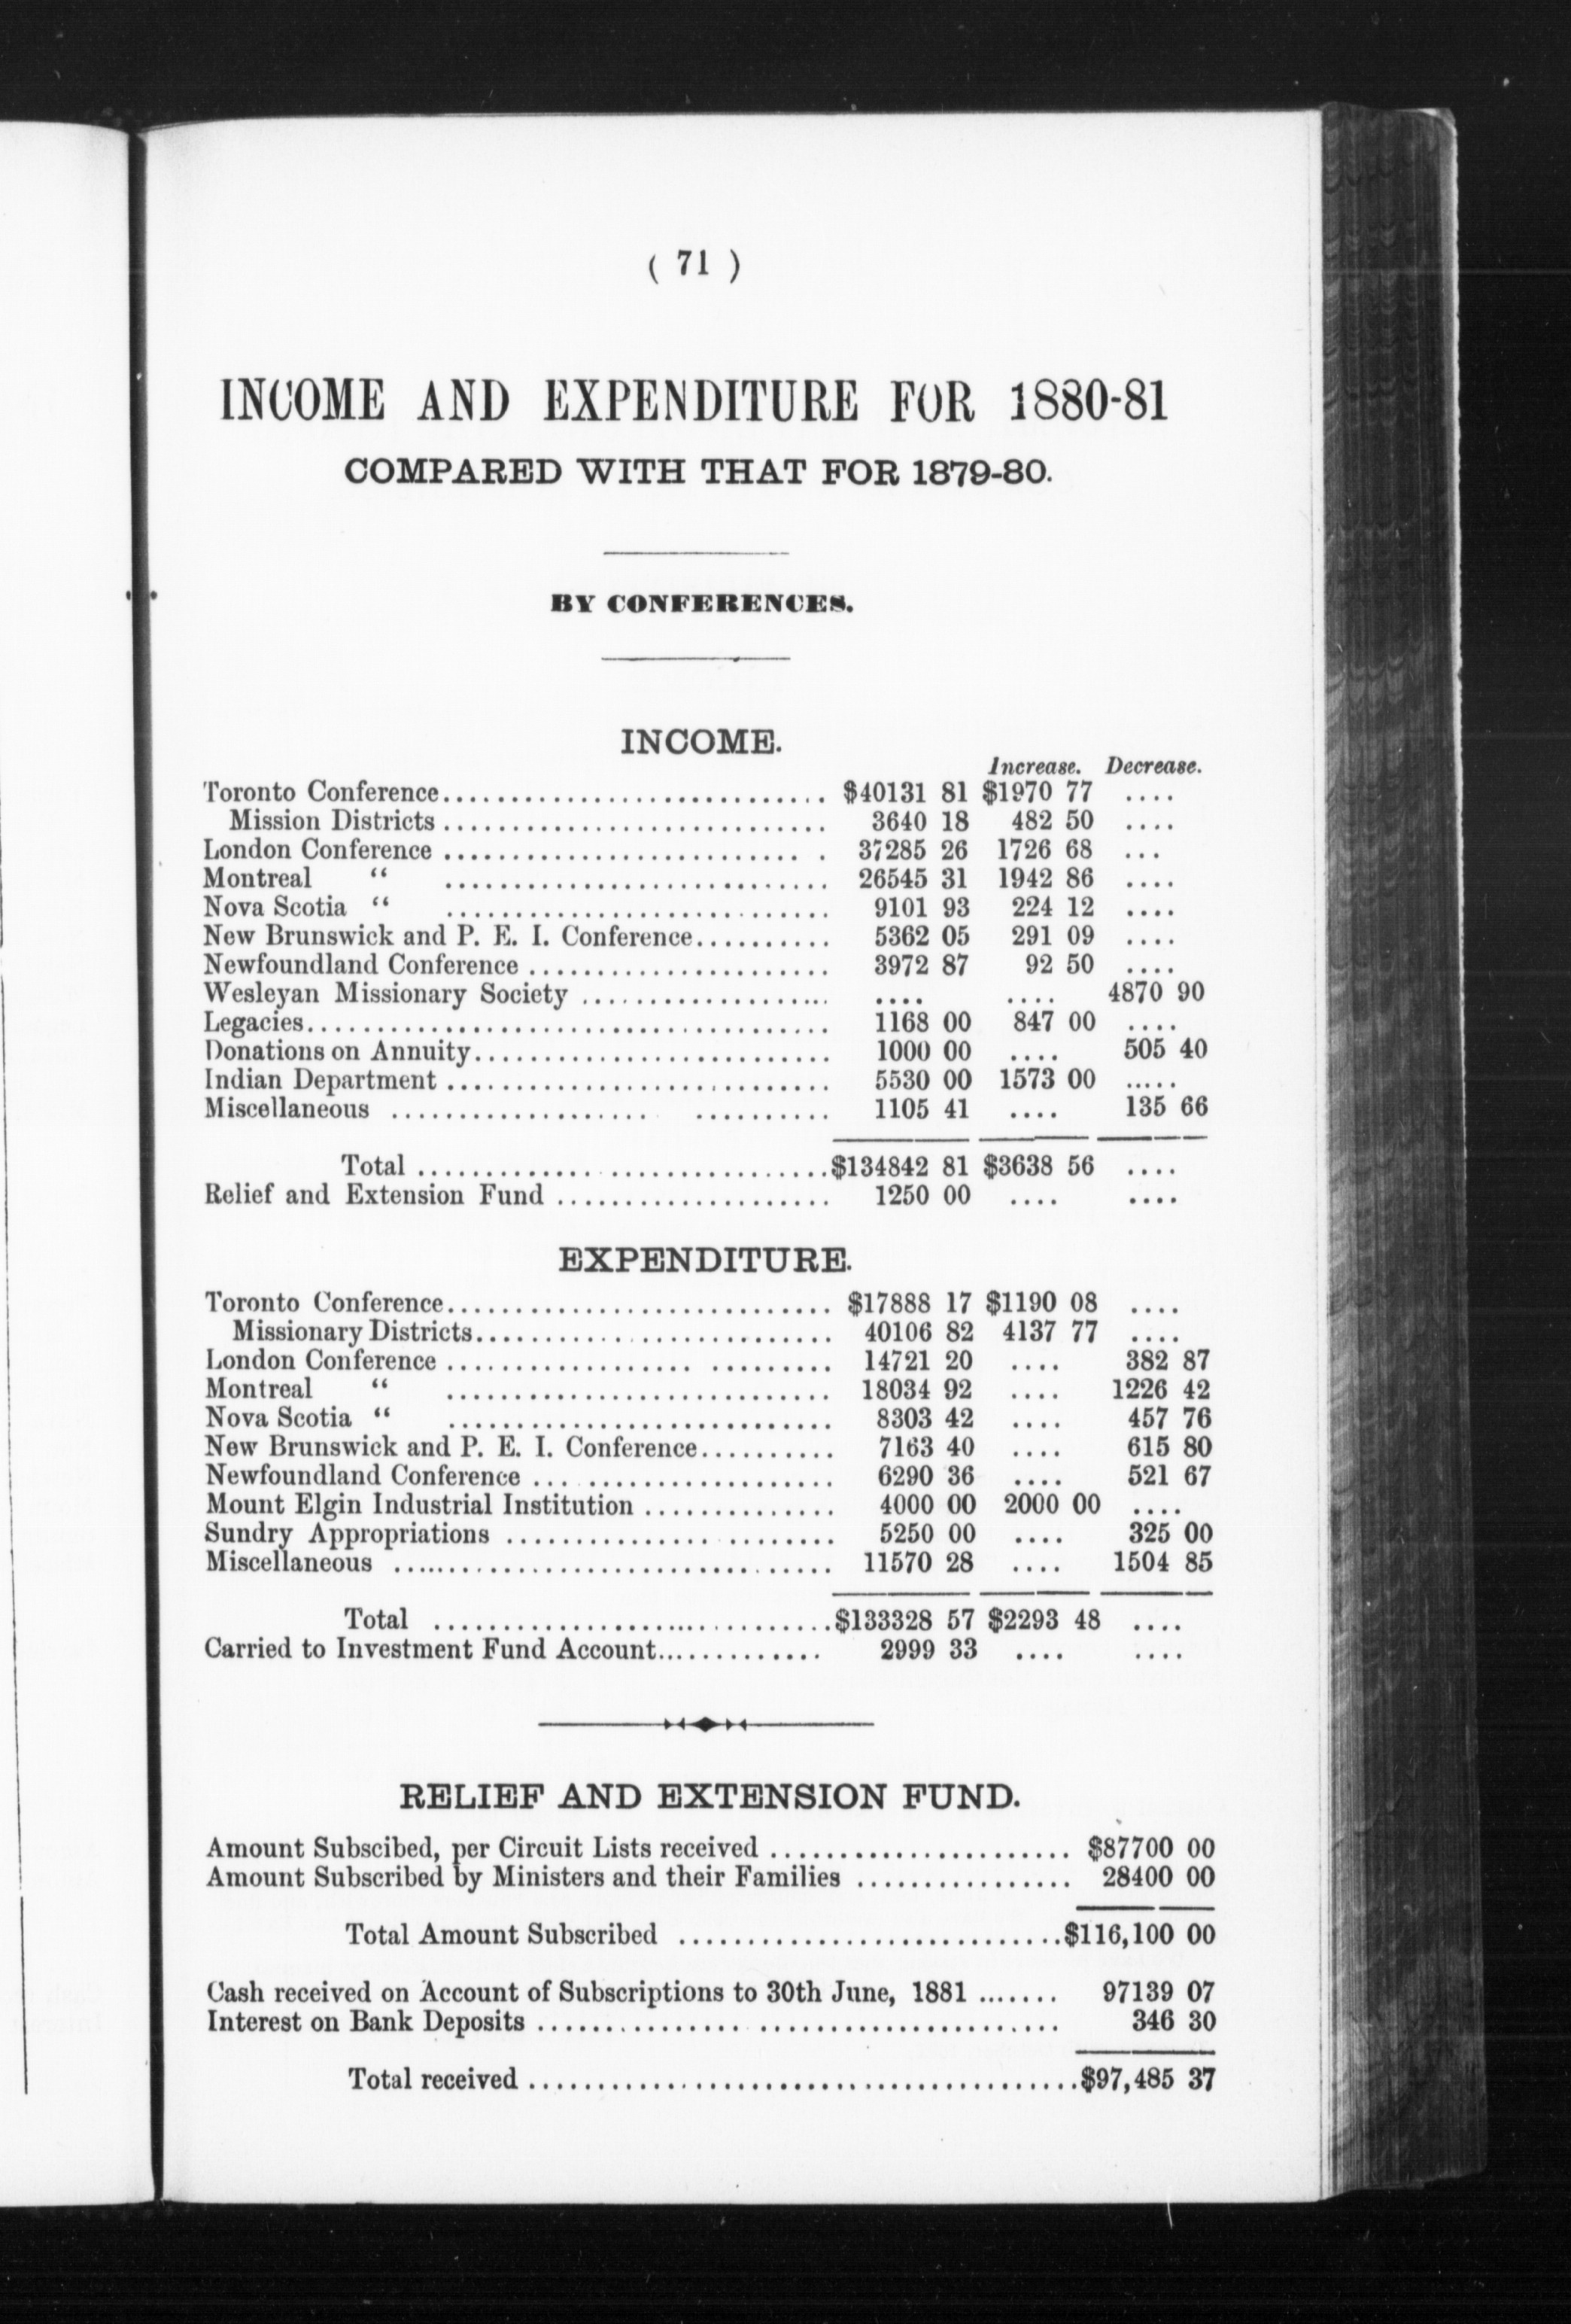 ( 71 )
INCOME AND EXPENDITURE FOR 1880-81
COMPARED WITH THAT FOR 1879-80.
BY CONFERENCES.
INCOME.
Increase. Decrease.
Toronto Conference............................ $40131 81 $1970 77 ....
Mission Districts ............................ 3640 18 482 50 ....
London Conference ............................ 37285 26 1726 68 ...
Montreal “ ............................ 26545 31 1942 86 ....
Nova Scotia “ ............................ 9101 93 224 12 ....
New Brunswick and P. E. I. Conference.......... 5362 05 291 09 ....
Newfoundland Conference ...................... 3972 87 92 50 ....
Wesleyan Missionary Society ................... .... .... 4870 90
Legacies...................................... 1168 00 847 00 ....
Donations on Annuity.......................... 1000 00 .... 505 40
Indian Department ............................ 5530 00 1573 00 .....
Miscellaneous ................... .......... 1105 41 .... 135 66
Total ..............................$134842 81 $3638 56 ....
Relief and Extension Fund .................... 1250 00 .... ....
EXPENDITURE.
Toronto Conference............................ $17888 17 $1190 08 ....
Missionary Districts.......................... 40106 82 4137 77 ....
London Conference .................. ......... 14721 20 .... 382 87
Montreal “ ............................ 18034 92 .... 1226 42
Nova Scotia “ ............................ 8303 42 .... 457 76
New Brunswick and P. E. I. Conference.......... 7163 40 .... 615 80
Newfoundland Conference ... .................. 6290 36 .... 521 67
Mount Elgin Industrial Institution .............. 4000 00 2000 00 ....
Sundry Appropriations ............... ........ 5250 00 .... 325 00
Miscellaneous ................................ 11570 28 .... 1504 85
Total .............................$133328 57 $2293 48 ....
Carried to Investment Fund Account............. 2999 33 .... ....
RELIEF AND EXTENSION FUND.
Amount Subscibed, per Circuit Lists received ...................... $87700 00
Amount Subscribed by Ministers and their Families ................ 28400 00
Total Amount Subscribed ............................$116,100 00
Cash received on Account of Subscriptions to 30th June, 1881 ....... 97139 07
Interest on Bank Deposits ............... ...................... 346 30
Total received ........................................$97,485 37